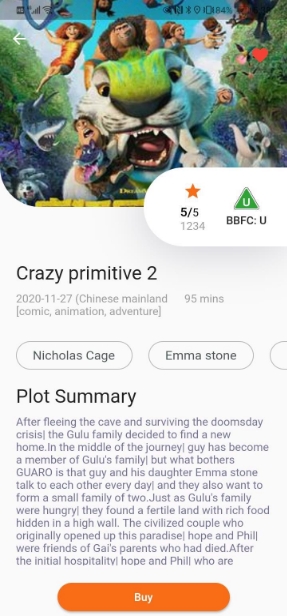 84%
DreamWorks
5/5
1234
U
BBFC: U
Crazy primitive 2
2020-11-27 (Chinese mainland 95 mins
[comic, animation, adventure]
Nicholas Cage Emma stone
Plot Summary
After fleeing the cave and surviving the doomsday
crisis| the Gulu family decided to find a new
home.In the middle of the journey| guy has become
a member of Gulu's family| but what bothers
GUARO is that guy and his daughter Emma stone
talk to each other every day| and they also want to
form a small family of two.Just as Gulu's family
were hungry| they found a fertile land with rich food
hidden in a high wall. The civilized couple who
originally opened up this paradise| hope and Phil|
were friends of Gai's parents who had died.After
the initial hospitality| hope and Phil| who are
Buy